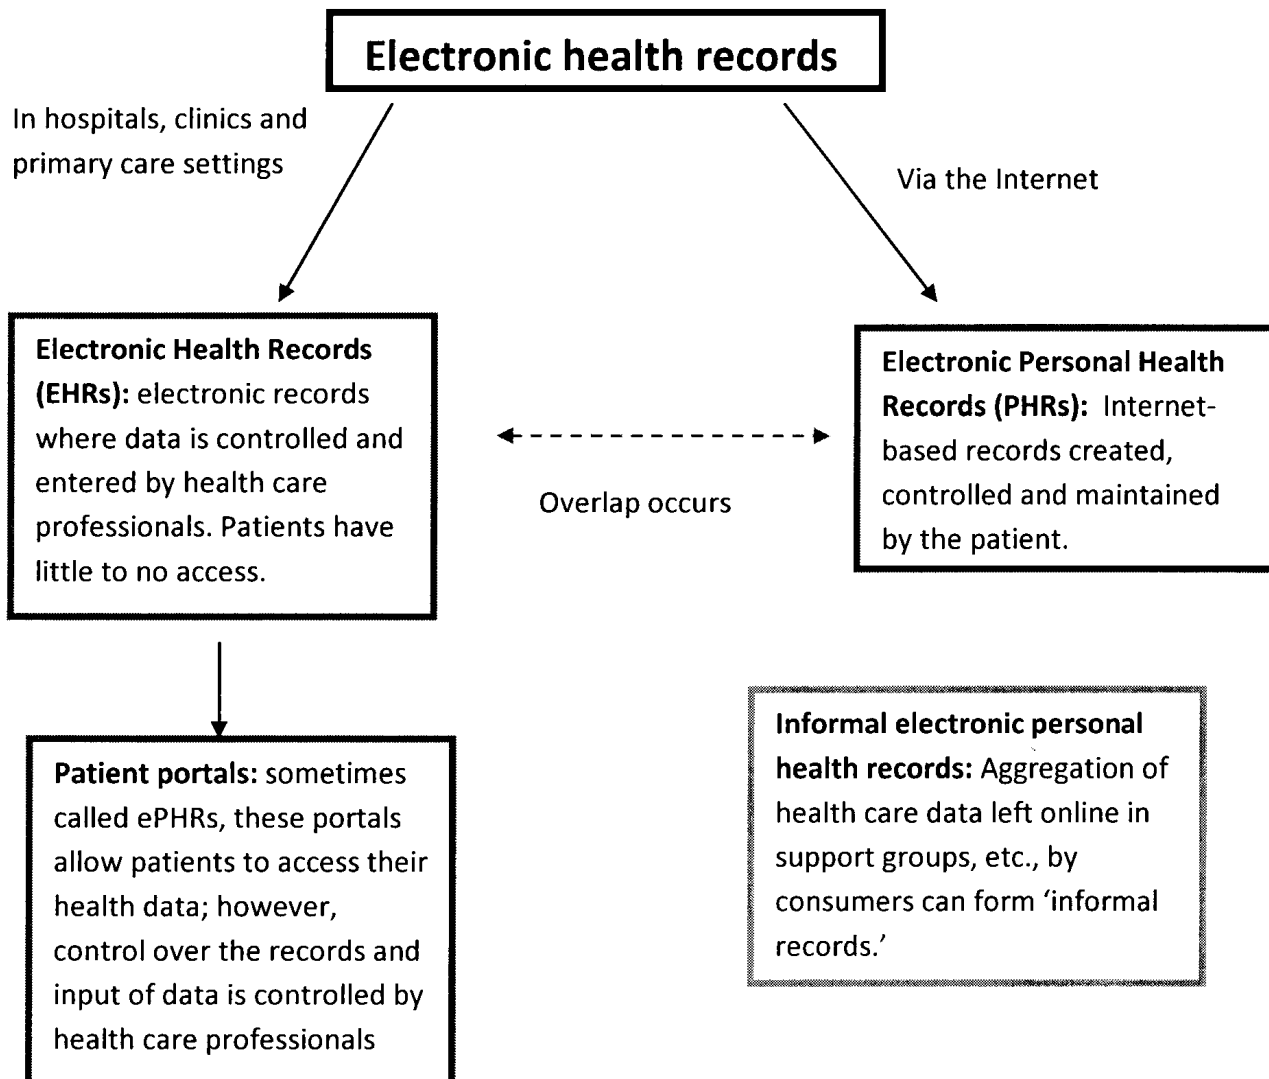 Electronic health records
In hospitals, clinics and
primary care settings
Via the Internet
Electronic Health Records
(EHRs): electronic records
where data is controlled and
entered by health care
professionals. Patients have
little to no access.
Overlap occurs
Electronic Personal Health
Records (PHRs): Internet-
based records created,
controlled and maintained
by the patient.
Patient portals: sometimes
called ePHRs, these portals
allow patients to access their
health data; however,
control over the records and
input of data is controlled by
health care professionals
Informal electronic personal
health records: Aggregation of
health care data left online in
support groups, etc., by
consumers can form ‘informal
records.’